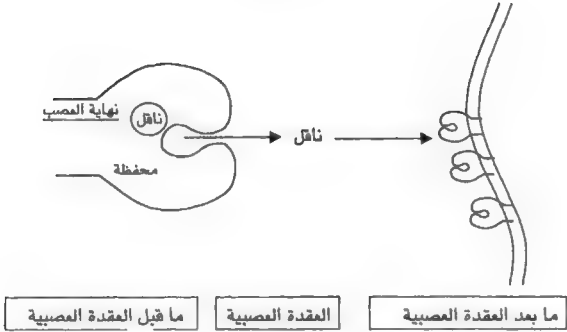 نهاية العصب
ناقل
ناقل
محفظة
ما بعد العقدة العصبية
العقدة العصبية
ما قبل العقدة العصبية